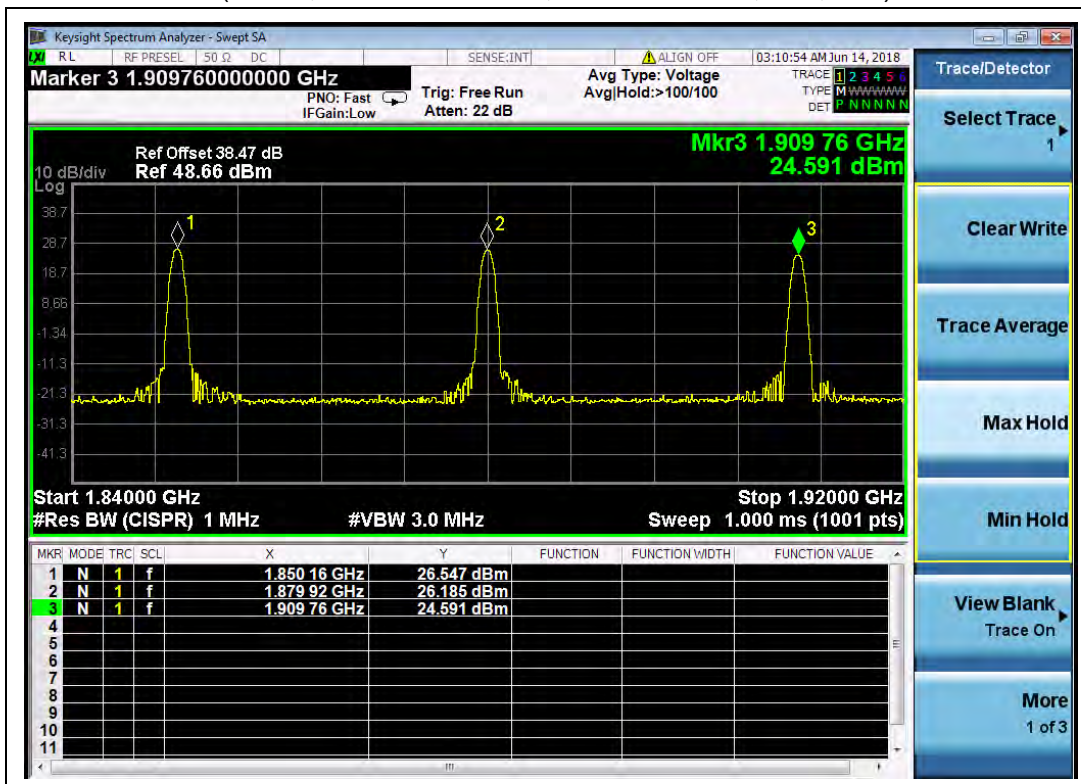 Keysight Spectrum Analyzer - Swept SA
LXI RL RF PRESEL 50 Ω DC SENSE:INT ALIGN OFF 03:10:54 AM Jun 14, 2018
Marker 3 1.909760000000 GHz
PNO: Fast
IFGain:Low
Trig: Free Run
Atten: 22 dB
Avg Type: Voltage
Avg|Hold:>100/100
TRACE 1 2 3 4 5 6
TYPE M WWWWW
DET P N N N N N
Mkr3 1.909 76 GHz
24.591 dBm
Ref Offset 38.47 dB
10 dB/div Ref 48.66 dBm
Log
38.7
28.7
18.7
8.66
-1.34
-11.3
-21.3
-31.3
-41.3
1
2
3
Start 1.84000 GHz Stop 1.92000 GHz
#Res BW (CISPR) 1 MHz #VBW 3.0 MHz Sweep 1.000 ms (1001 pts)
MKR MODE TRC SCL X Y FUNCTION FUNCTION WIDTH FUNCTION VALUE
1 N 1 f 1.850 16 GHz 26.547 dBm
2 N 1 f 1.879 92 GHz 26.185 dBm
3 N 1 f 1.909 76 GHz 24.591 dBm
4
5
6
7
8
9
10
11
Trace/Detector
Select Trace
1
Clear Write
Trace Average
Max Hold
Min Hold
View Blank
Trace On
More
1 of 3